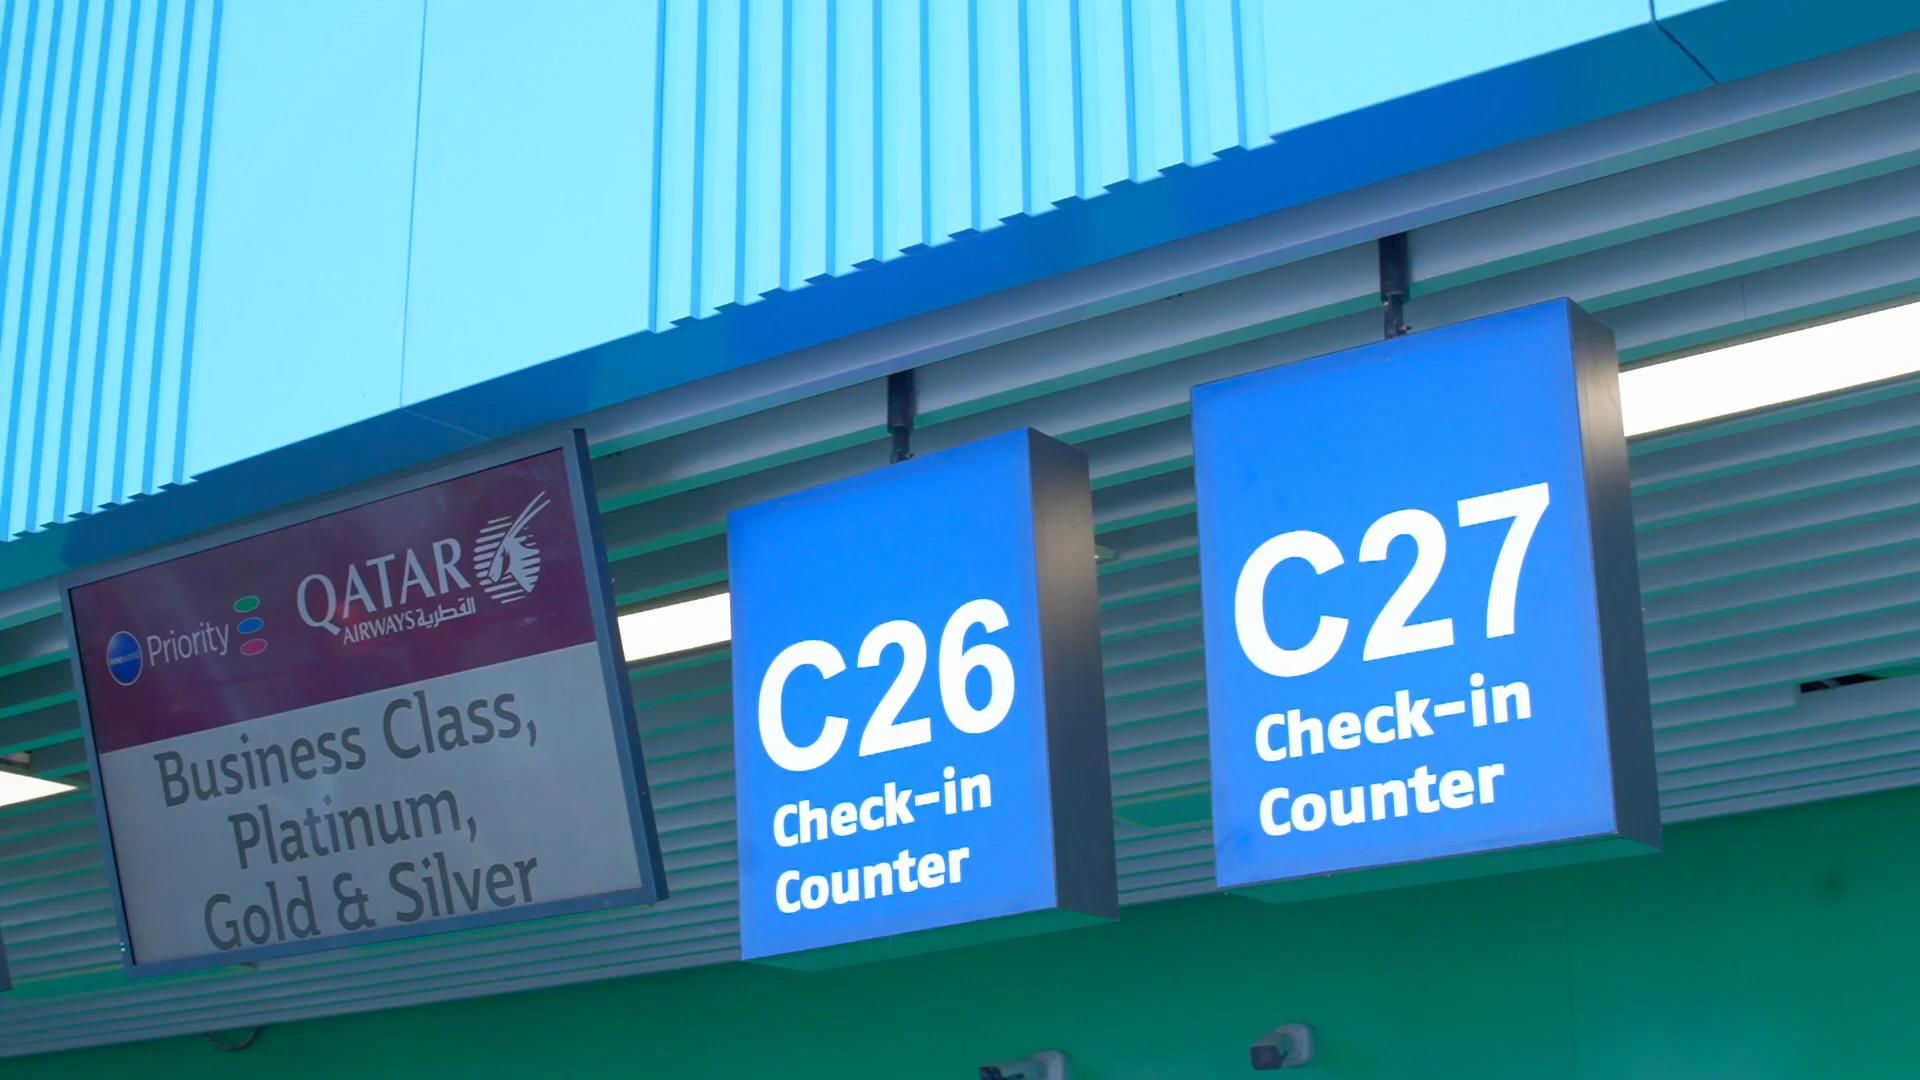 Priority
QATAR
AIRWAYS القطرية
Business Class,
Platinum,
Gold & Silver
C26
Check-in
Counter
C27
Check-in
Counter